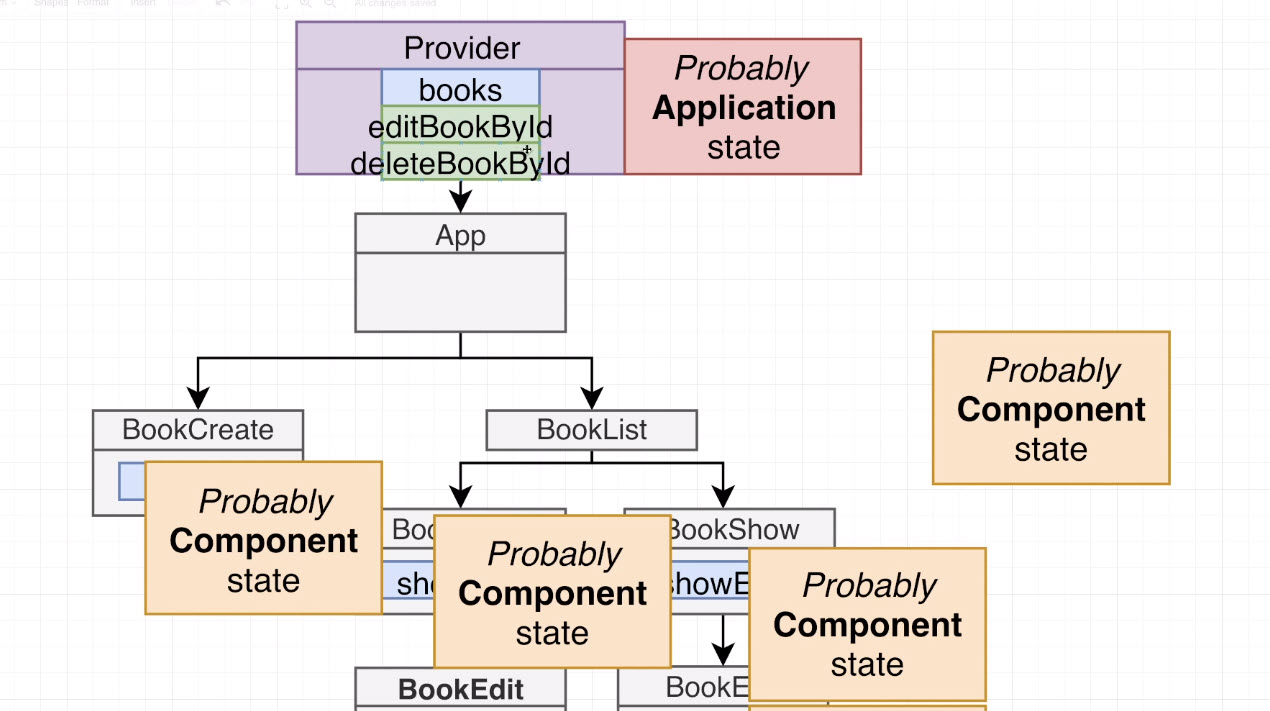 Shapes Format Insert All changes saved
Provider
books
editBookById
deleteBookById
Probably
Application
state
App
Probably
Component
state
BookCreate
BookList
Probably
Component
state
Boo
sho
Probably
Component
state
BookShow
showE
Probably
Component
state
BookEdit
BookE